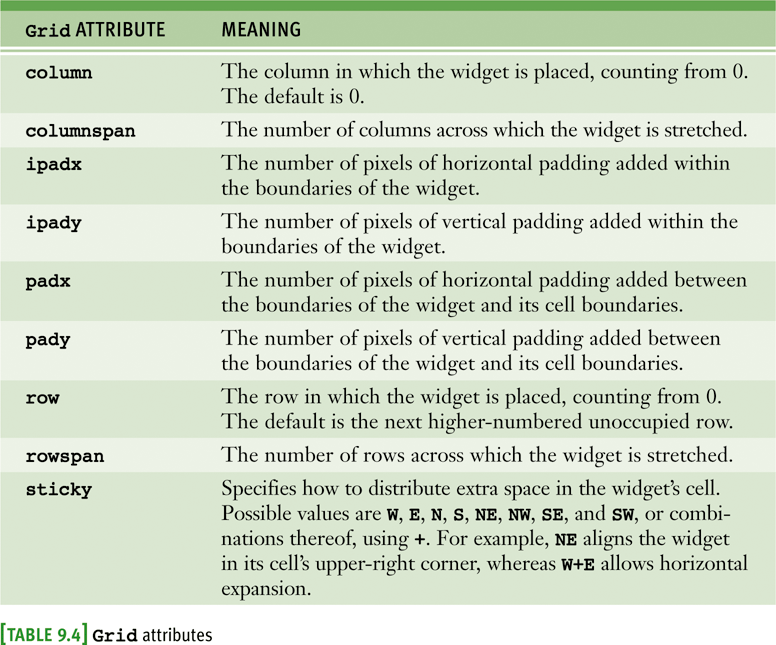 Grid ATTRIBUTE MEANING
column The column in which the widget is placed, counting from 0.
The default is 0.
columnspan The number of columns across which the widget is stretched.
ipadx The number of pixels of horizontal padding added within
the boundaries of the widget.
ipady The number of pixels of vertical padding added within the
boundaries of the widget.
padx The number of pixels of horizontal padding added between
the boundaries of the widget and its cell boundaries.
pady The number of pixels of vertical padding added between
the boundaries of the widget and its cell boundaries.
row The row in which the widget is placed, counting from 0.
The default is the next higher-numbered unoccupied row.
rowspan The number of rows across which the widget is stretched.
sticky Specifies how to distribute extra space in the widget’s cell.
Possible values are W, E, N, S, NE, NW, SE, and SW, or combi-
nations thereof, using +. For example, NE aligns the widget
in its cell’s upper-right corner, whereas W+E allows horizontal
expansion.
[TABLE 9.4] Grid attributes